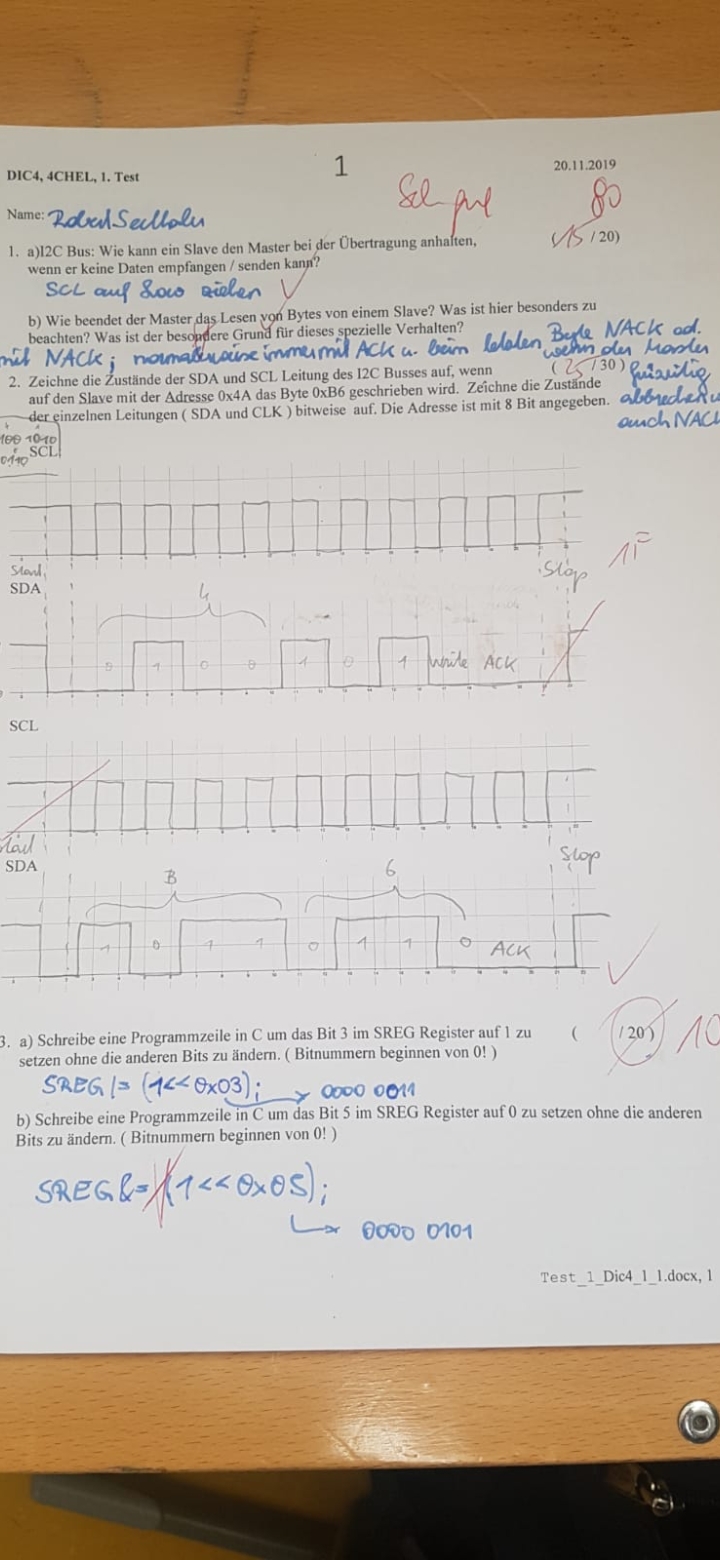 1
DIC4, 4CHEL, 1. Test
20.11.2019
80
Name: Robert
1. a)I2C Bus: Wie kann ein Slave den Master bei der Übertragung anhalten,
(15 / 20)
wenn er keine Daten empfangen / senden kann?
SCL auf Low ziehen
b) Wie beendet der Master das Lesen von Bytes von einem Slave? Was ist hier besonders zu
beachten? Was ist der besondere Grund für dieses spezielle Verhalten?
mit NACK; normalerweise immer mit ACK u. beim letzten Byte NACK od.
wenn der Master
2. Zeichne die Zustände der SDA und SCL Leitung des I2C Busses auf, wenn
(25/30)
frühzeitig
auf den Slave mit der Adresse 0x4A das Byte 0xB6 geschrieben wird. Zeichne die Zustände
abbrechen
der einzelnen Leitungen ( SDA und CLK ) bitweise auf. Die Adresse ist mit 8 Bit angegeben.
auch NACK
100 1010
0110
SCL
1F
Start
Stop
SDA
4
0 1 0 0 1 0 1 Write ACK
SCL
Start
Stop
SDA
B 6
1 0 1 1 0 1 1 0 ACK
3. a) Schreibe eine Programmzeile in C um das Bit 3 im SREG Register auf 1 zu
( /20)
10
setzen ohne die anderen Bits zu ändern. ( Bitnummern beginnen von 0! )
SREG |= (1<<0x03); → 0000 0011
b) Schreibe eine Programmzeile in C um das Bit 5 im SREG Register auf 0 zu setzen ohne die anderen
Bits zu ändern. ( Bitnummern beginnen von 0! )
SREG &= (1<<0x05);
→ 0000 0101
Test_1_Dic4_1_1.docx, 1